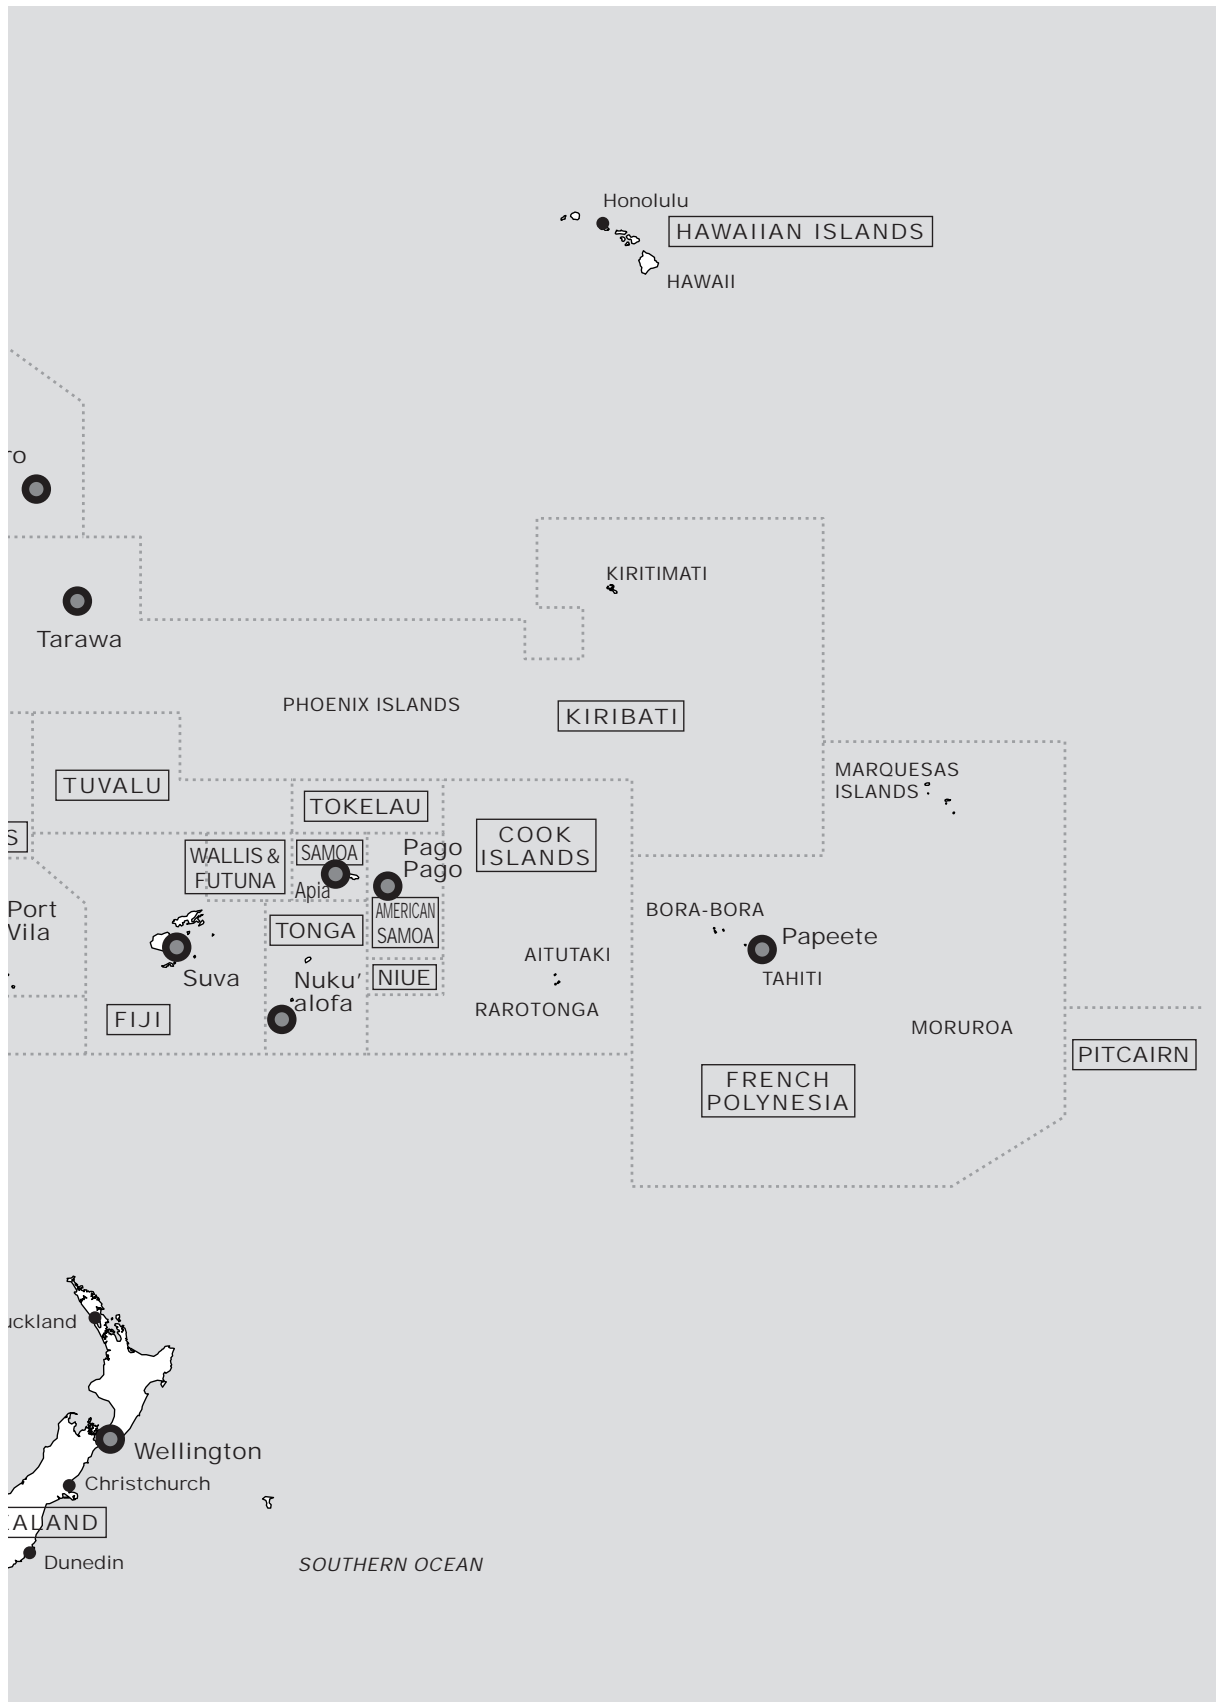 Honolulu
HAWAIIAN ISLANDS
HAWAII
ro
KIRITIMATI
Tarawa
PHOENIX ISLANDS
KIRIBATI
TUVALU
MARQUESAS
ISLANDS
TOKELAU
S
COOK
ISLANDS
WALLIS &
FUTUNA
SAMOA
Apia
Pago
Pago
AMERICAN
SAMOA
Port
Vila
TONGA
BORA-BORA
Papeete
TAHITI
AITUTAKI
Suva
Nuku'
alofa
NIUE
RAROTONGA
FIJI
MORUROA
PITCAIRN
FRENCH
POLYNESIA
uckland
Wellington
Christchurch
EALAND
Dunedin
SOUTHERN OCEAN